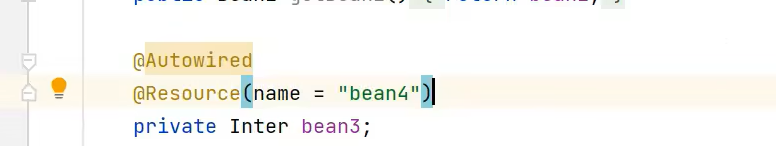 @Autowired
@Resource(name = "bean4")
private Inter bean3;